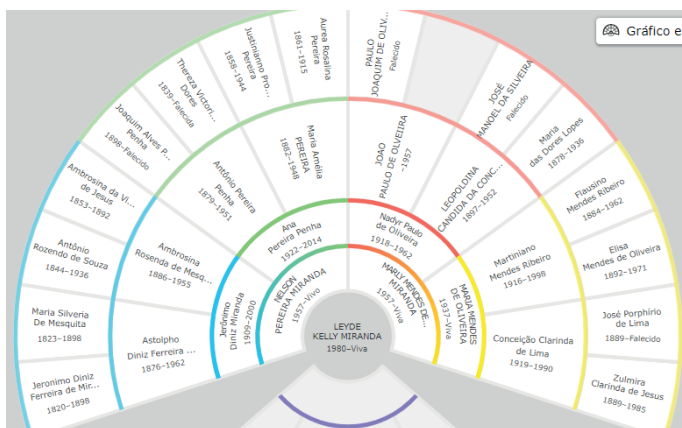 Gráfico e
Aurea Rosalina
Pereira
1861–1915
PAULO
JOAQUIM DE OLIV...
Falecido
Justinianno Pro...
Pereira
1858–1944
JOSÉ
MANOEL DA SILVEIRA
Falecido
Thereza Victori...
Dores
1839–Falecida
Maria
das Dores Lopes
1878–1936
Joaquim Alves P...
Penha
1898–Falecido
Flausino
Mendes Ribeiro
1884–1962
Ambrosina da Vi...
de Jesus
1853–1892
Elisa
Mendes de Oliveira
1892–1971
Antônio
Rozendo de Souza
1844–1936
José Porphírio
de Lima
1889–Falecido
Maria Silveria
De Mesquita
1823–1898
Zulmira
Clarinda de Jesus
1889–1985
Jeronimo Diniz
Ferreira de Mir...
1820–1898
Maria Amélia
PEREIRA
1882–1948
JOAO
PAULO DE OLVEIRA
–1957
Antônio Pereira
Penha
1879–1951
LEOPOLDINA
CANDIDA DA CONC...
1897–1952
Ambrosina
Rosenda de Mesq...
1886–1955
Martiniano
Mendes Ribeiro
1916–1998
Astolpho
Diniz Ferreira ...
1876–1962
Conceição Clarinda
de Lima
1919–1990
Ana
Pereira Penha
1922–2014
Nadyr Paulo
de Oliveira
1918–1962
Jerônimo
Diniz Miranda
1909–2000
MARIA MENDES
DE OLIVEIRA
1937–Viva
NELSON
PEREIRA MIRANDA
1957–Vivo
MARLY MENDES DE...
MIRANDA
1957–Viva
LEYDE
KELLY MIRANDA
1980–Viva